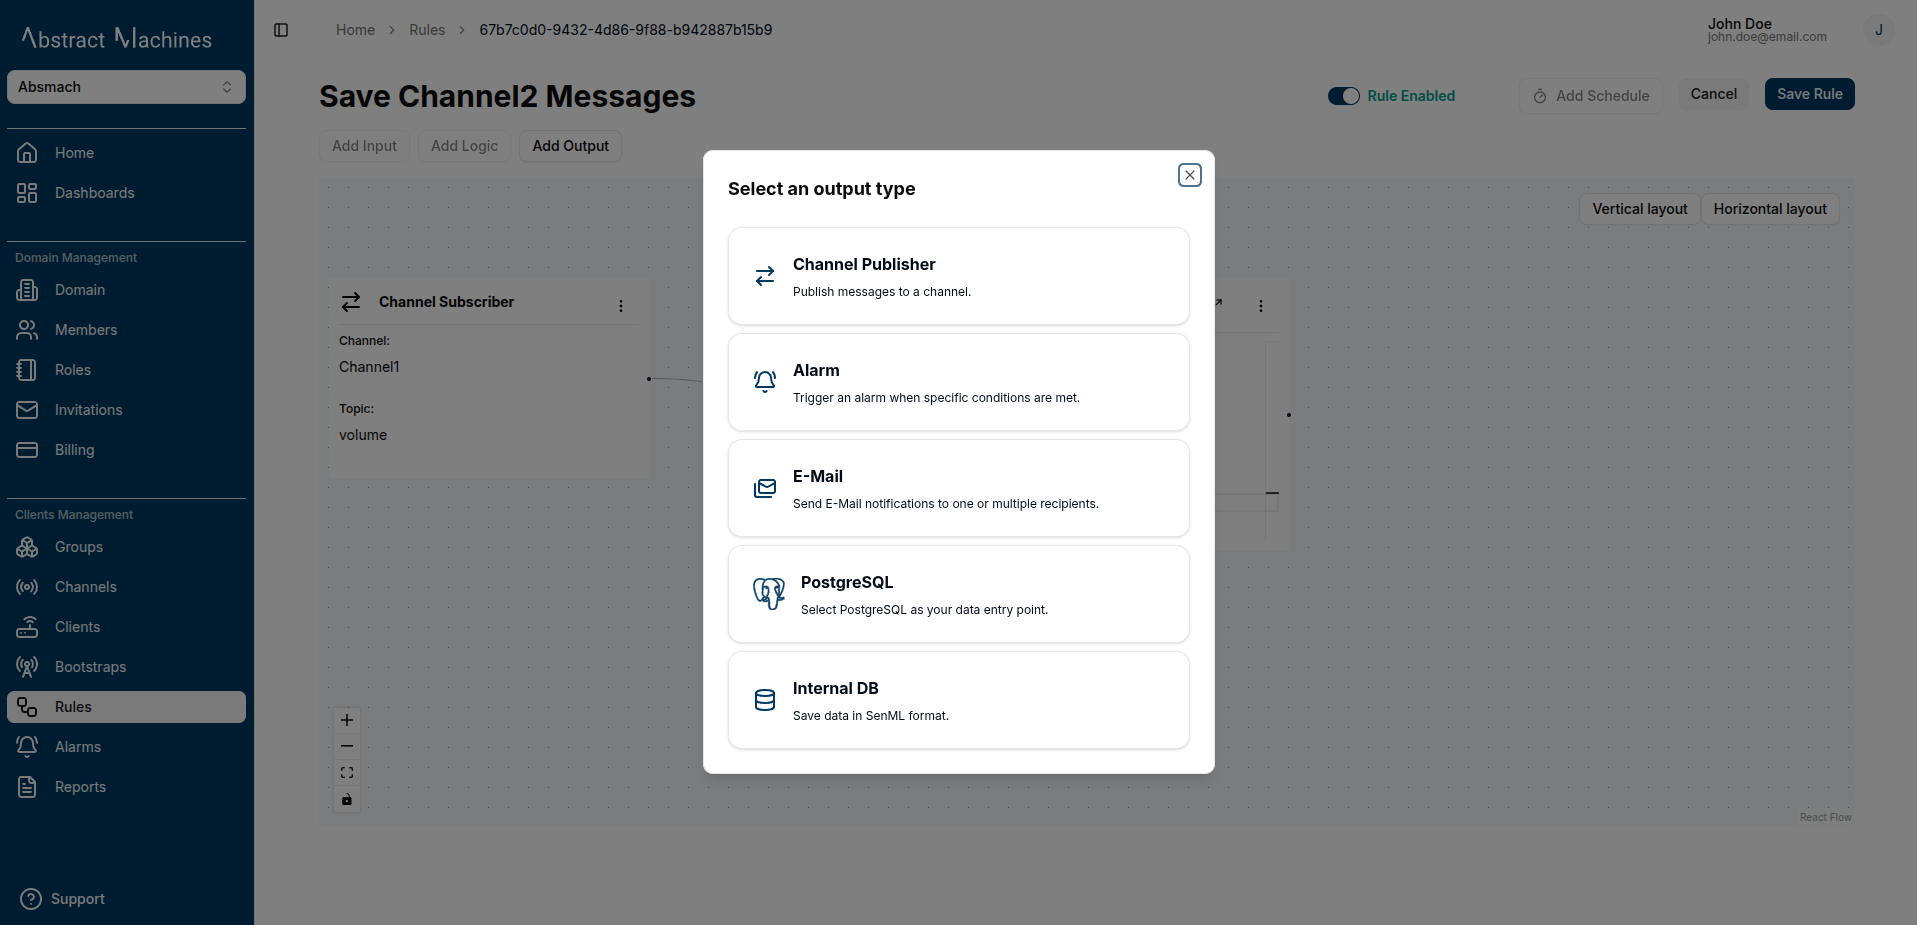 Abstract Machines
Absmach
Home
Dashboards
Domain Management
Domain
Members
Roles
Invitations
Billing
Clients Management
Groups
Channels
Clients
Bootstraps
Rules
Alarms
Reports
Support
Home > Rules > 67b7c0d0-9432-4d86-9f88-b942887b15b9
John Doe
john.doe@email.com
J
Save Channel2 Messages
Rule Enabled
Add Schedule
Cancel
Save Rule
Add Input
Add Logic
Add Output
Vertical layout
Horizontal layout
Channel Subscriber
Channel:
Channel1
Topic:
volume
Select an output type
Channel Publisher
Publish messages to a channel.
Alarm
Trigger an alarm when specific conditions are met.
E-Mail
Send E-Mail notifications to one or multiple recipients.
PostgreSQL
Select PostgreSQL as your data entry point.
Internal DB
Save data in SenML format.
React Flow